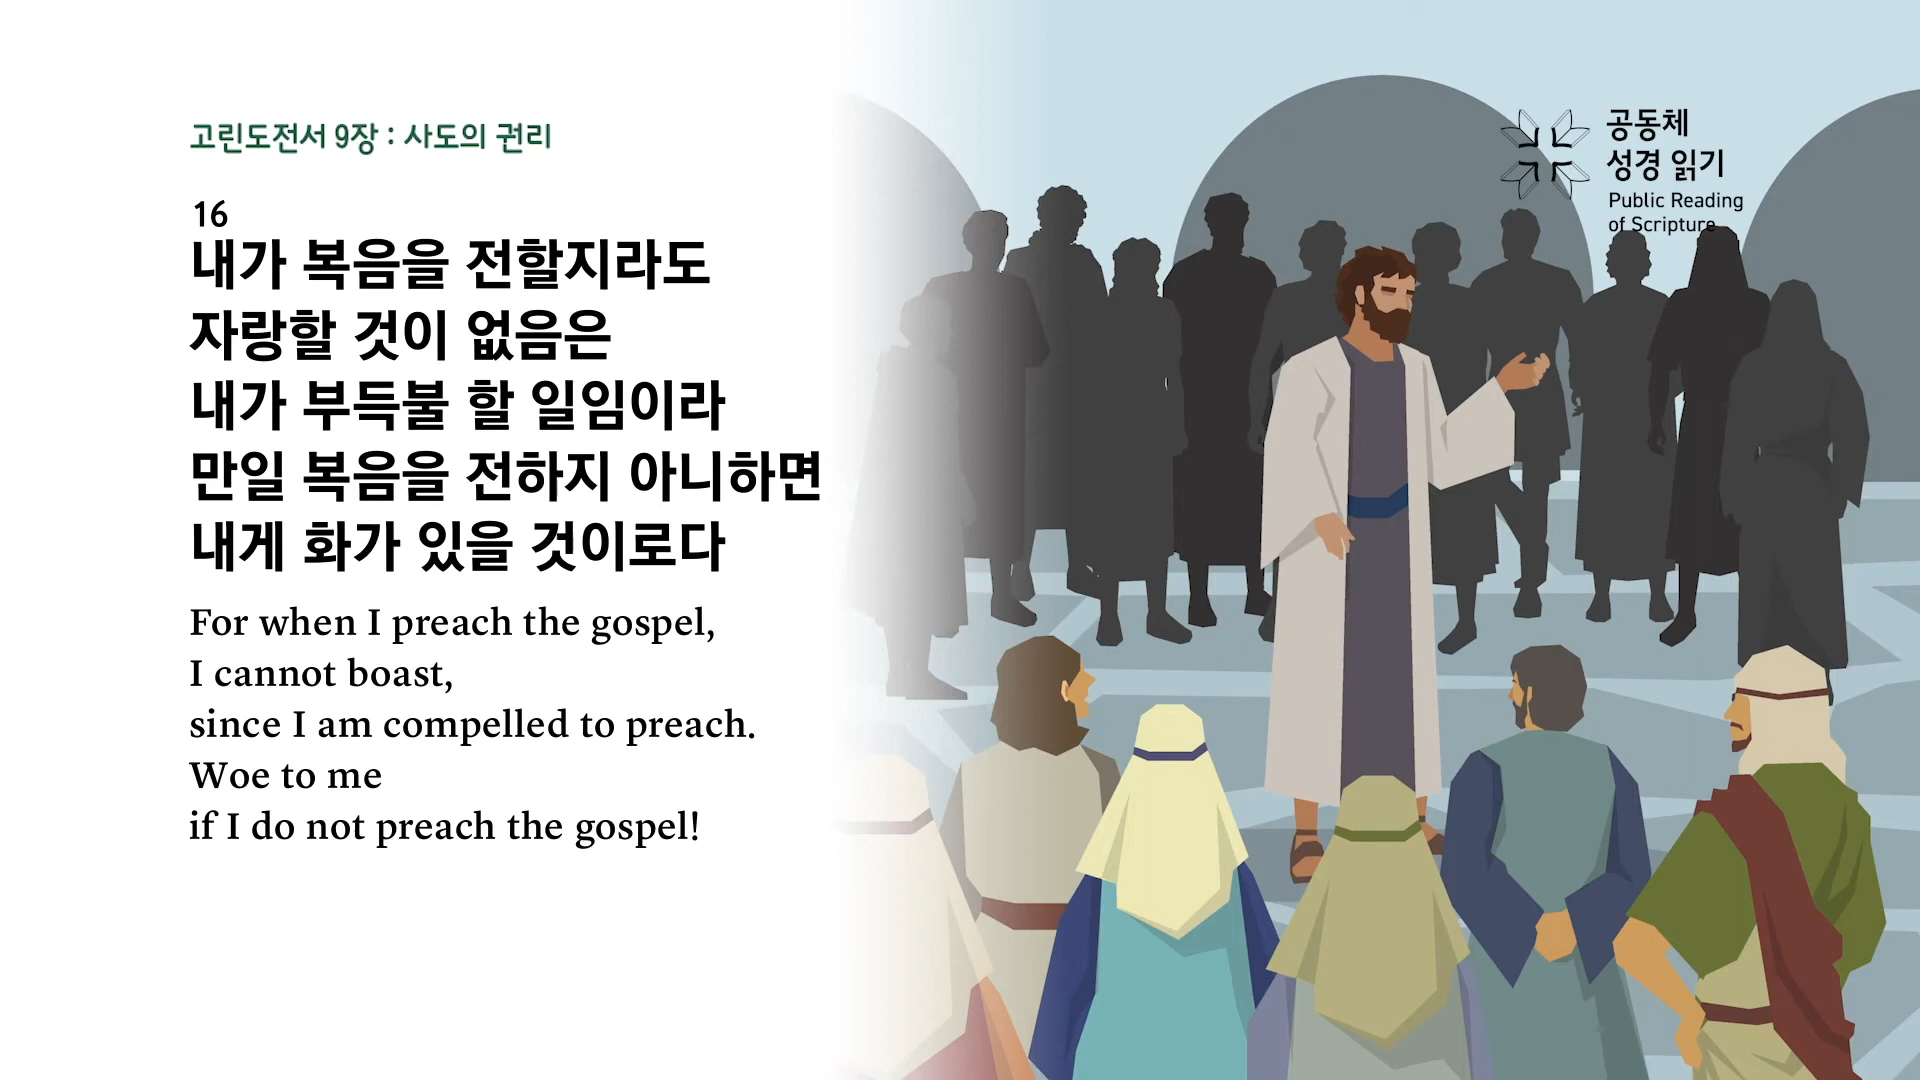 고린도전서 9장 : 사도의 권리
16
내가 복음을 전할지라도
자랑할 것이 없음은
내가 부득불 할 일임이라
만일 복음을 전하지 아니하면
내게 화가 있을 것이로다
For when I preach the gospel,
I cannot boast,
since I am compelled to preach.
Woe to me
if I do not preach the gospel!
공동체
성경 읽기
Public Reading
of Scripture